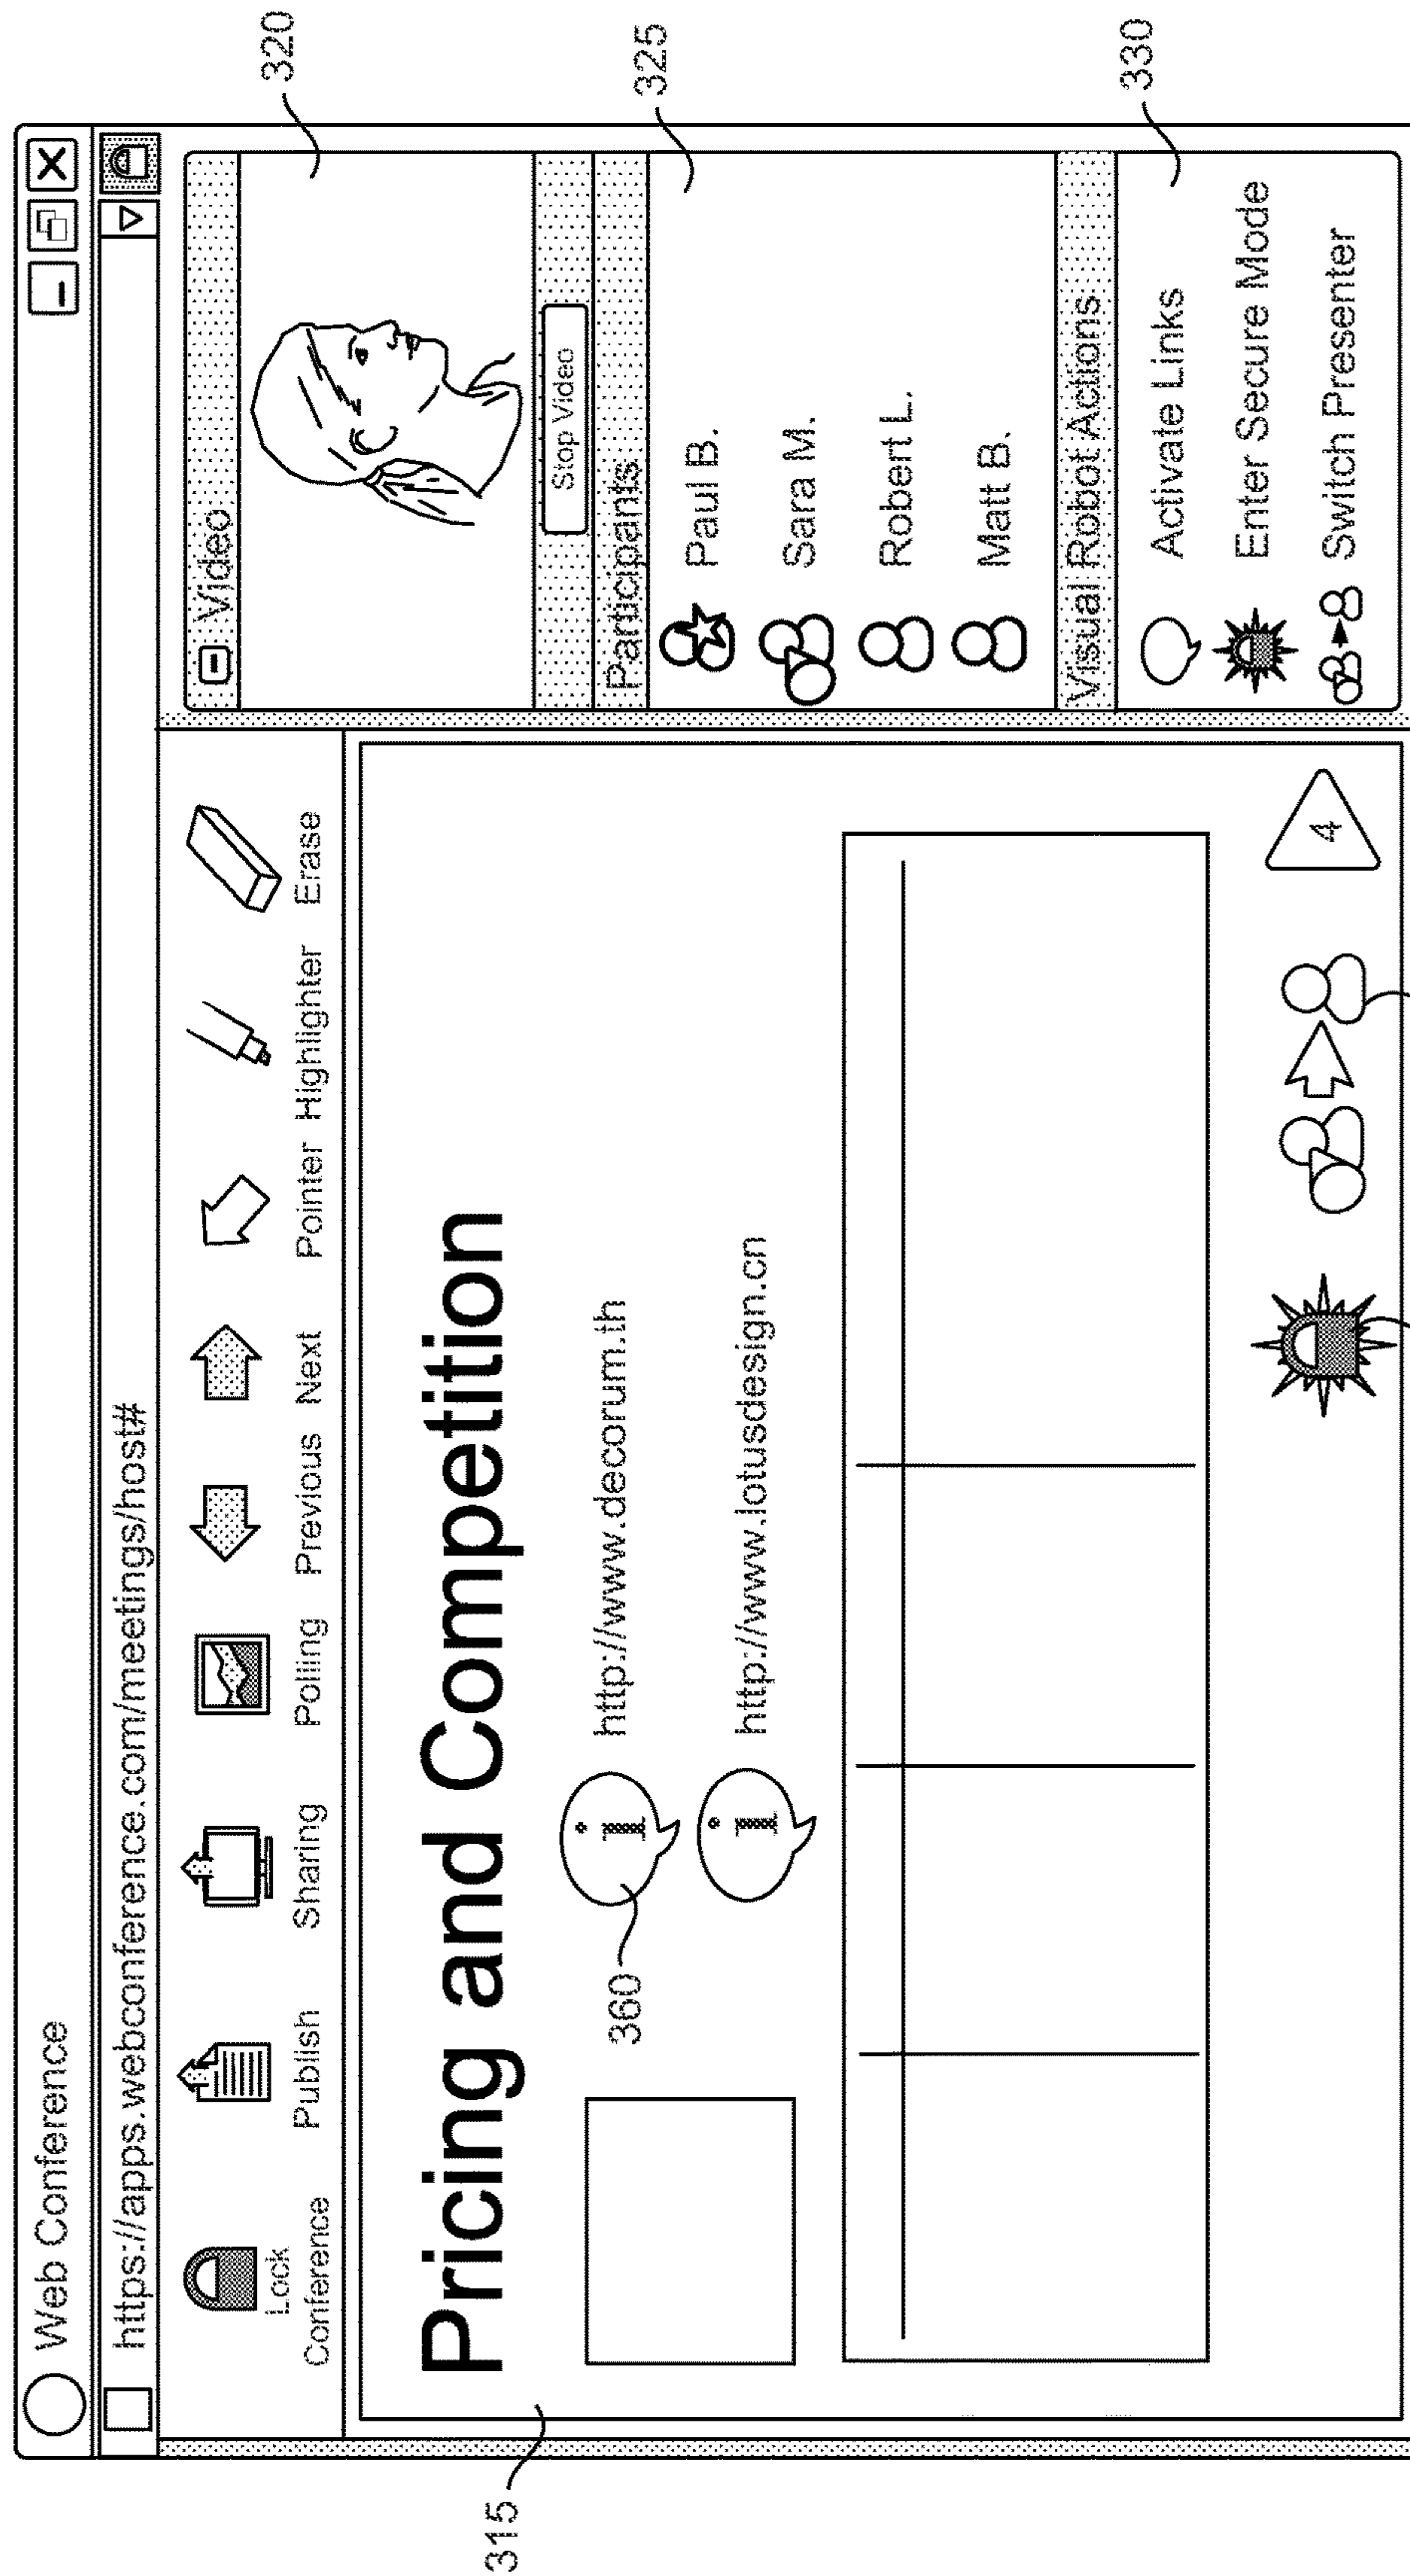 Web Conference
https://apps.webconference.com/meetings/host#
Lock
Conference
Publish
Sharing
Polling
Previous
Next
Pointer
Highlighter
Erase
315
Pricing and Competition
360
i
http://www.decorum.th
i
http://www.lotusdesign.cn
4
Video
320
Stop Video
Participants
325
Paul B.
Sara M.
Robert L.
Matt B.
Visual Robot Actions
330
Activate Links
Enter Secure Mode
Switch Presenter